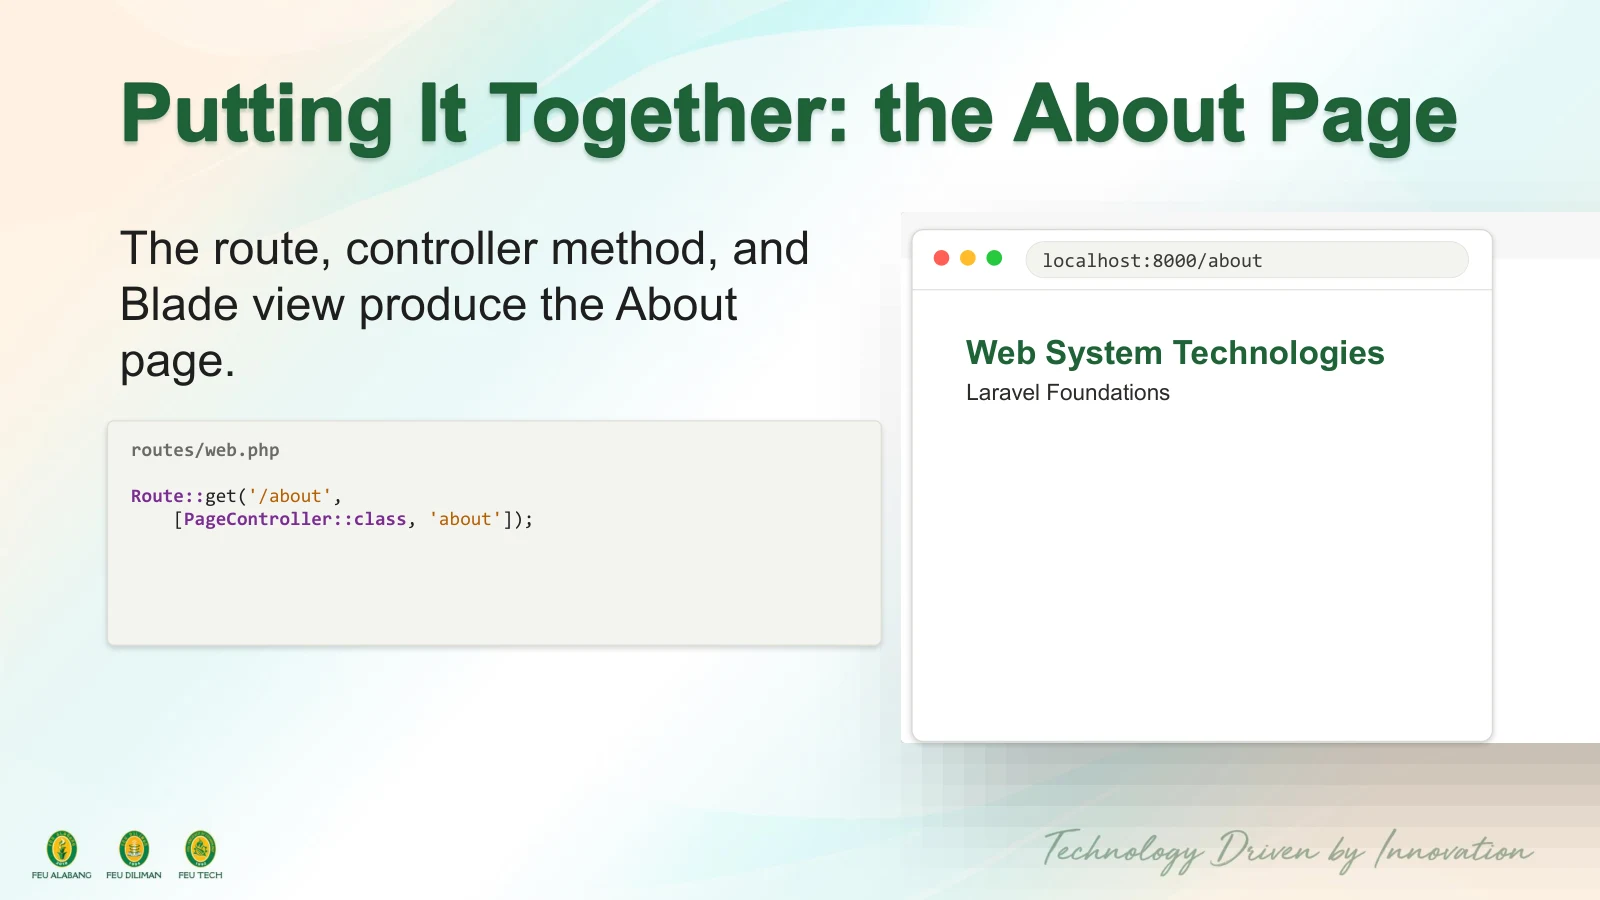 Putting It Together: the About Page
The route, controller method, and
Blade view produce the About
page.
routes/web.php
Route::get('/about',
    [PageController::class, 'about']);
localhost:8000/about
Web System Technologies
Laravel Foundations
FEU ALABANG
FEU DILIMAN
FEU TECH
Technology Driven by Innovation